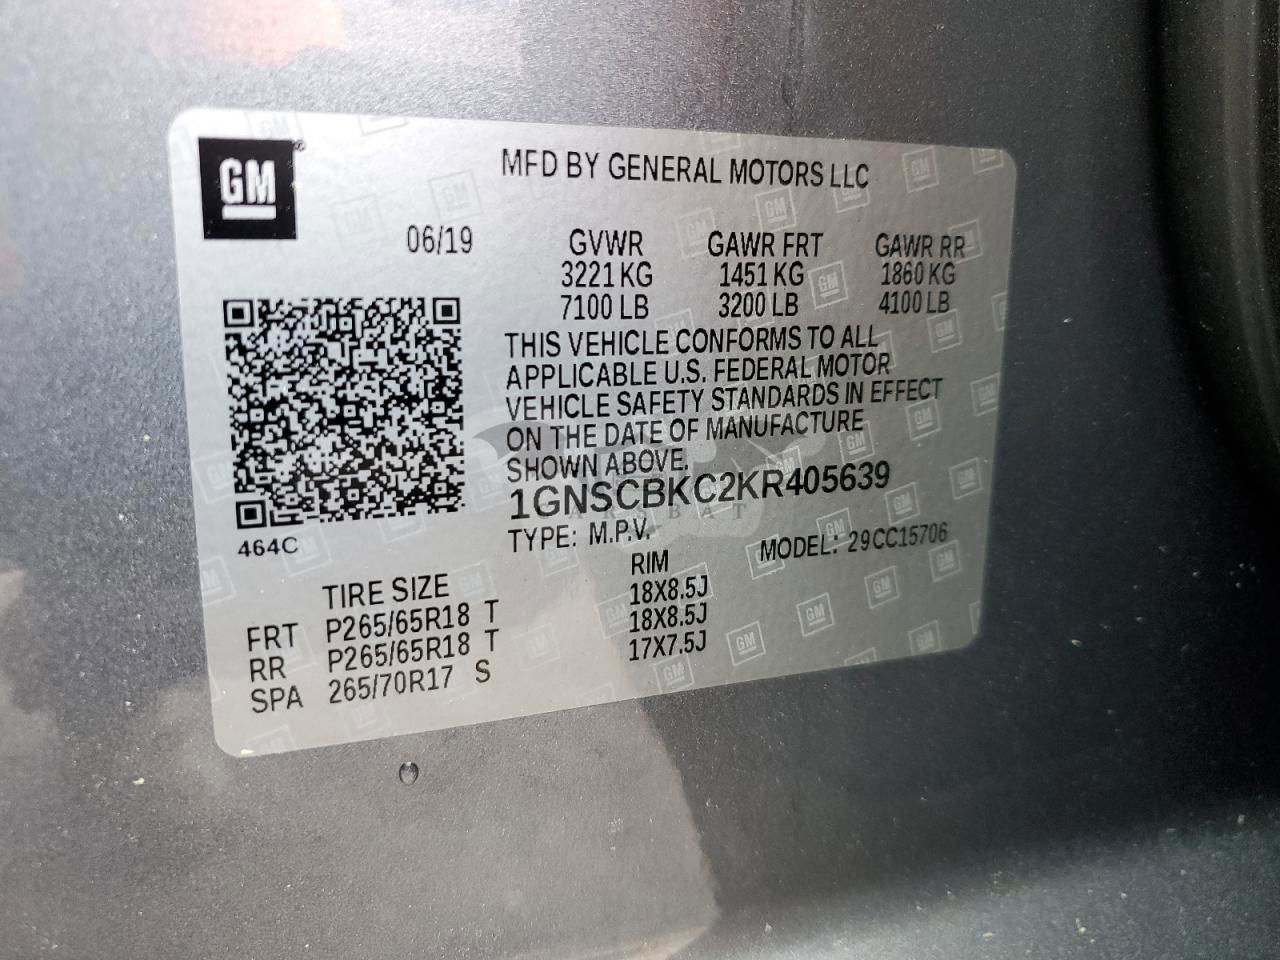 GM
MFD BY GENERAL MOTORS LLC
06/19 GVWR GAWR FRT GAWR RR
3221 KG 1451 KG 1860 KG
7100 LB 3200 LB 4100 LB
THIS VEHICLE CONFORMS TO ALL
APPLICABLE U.S. FEDERAL MOTOR
VEHICLE SAFETY STANDARDS IN EFFECT
ON THE DATE OF MANUFACTURE
SHOWN ABOVE.
1GNSCBKC2KR405639
ARSBAT
464C
TYPE: M.P.V. MODEL: 29CC15706
TIRE SIZE RIM
FRT P265/65R18 T 18X8.5J
RR P265/65R18 T 18X8.5J
SPA 265/70R17 S 17X7.5J